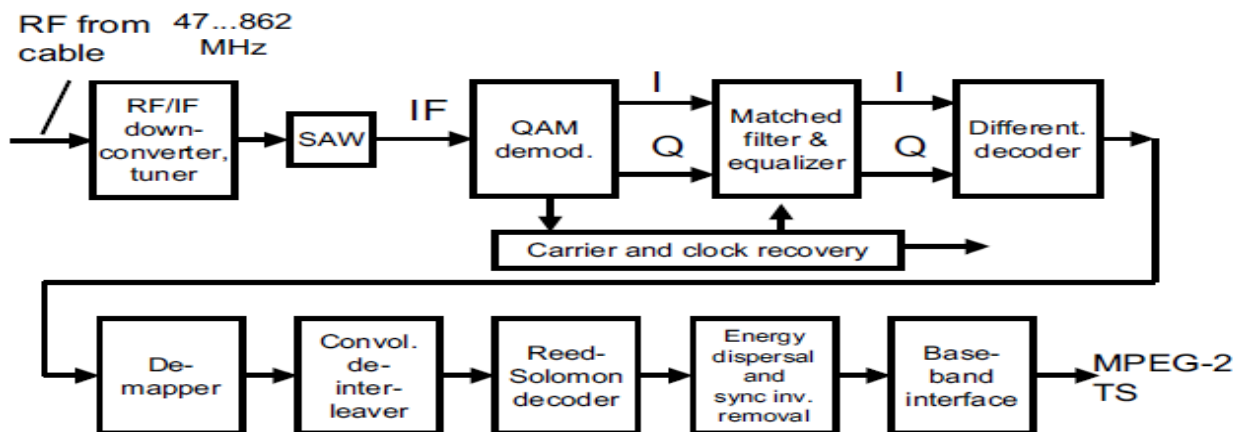 RF from 47...862
cable MHz
RF/IF
down-
converter,
tuner
SAW
IF
QAM
demod.
I
Q
Matched
filter &
equalizer
I
Q
Different.
decoder
Carrier and clock recovery
De-
mapper
Convol.
de-
inter-
leaver
Reed-
Solomon
decoder
Energy
dispersal
and
sync inv.
removal
Base-
band
interface
MPEG-2
TS